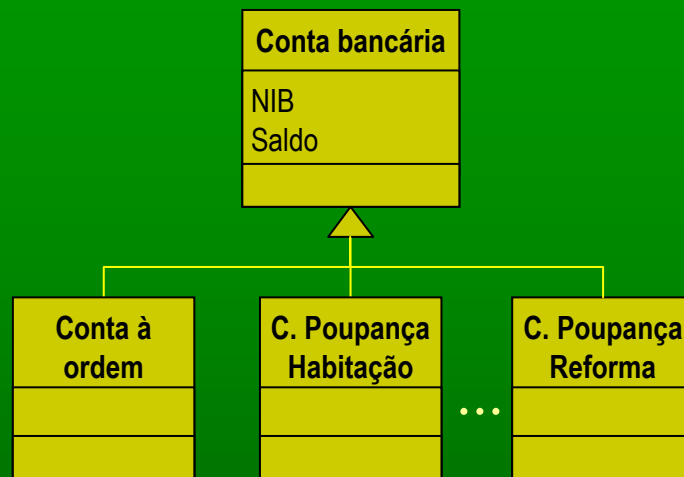 Conta bancária
NIB
Saldo
Conta à
ordem
C. Poupança
Habitação
...
C. Poupança
Reforma